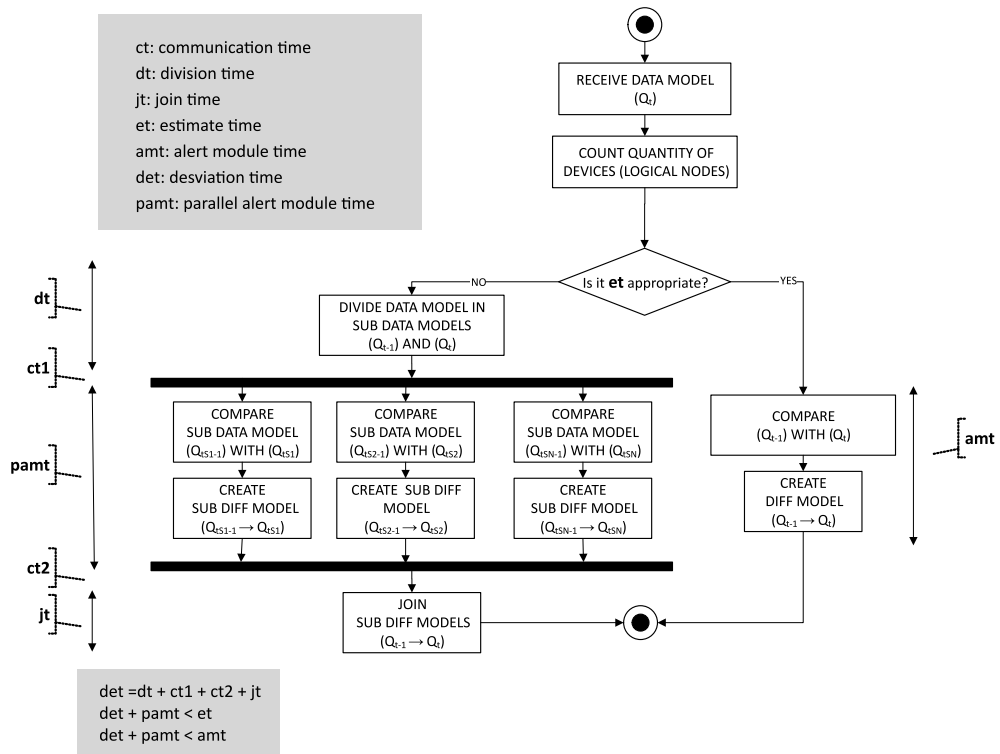 ct: communication time
dt: division time
jt: join time
et: estimate time
amt: alert module time
det: desviation time
pamt: parallel alert module time
RECEIVE DATA MODEL
(Qt)
COUNT QUANTITY OF
DEVICES (LOGICAL NODES)
Is it et appropriate?
NO
YES
DIVIDE DATA MODEL IN
SUB DATA MODELS
(Qt-1) AND (Qt)
dt
ct1
COMPARE
SUB DATA MODEL
(QtS1-1) WITH (QtS1)
COMPARE
SUB DATA MODEL
(QtS2-1) WITH (QtS2)
COMPARE
SUB DATA MODEL
(QtSN-1) WITH (QtSN)
COMPARE
(Qt-1) WITH (Qt)
amt
pamt
CREATE
SUB DIFF MODEL
(QtS1-1 → QtS1)
CREATE SUB DIFF
MODEL
(QtS2-1 → QtS2)
CREATE
SUB DIFF MODEL
(QtSN-1 → QtSN)
CREATE
DIFF MODEL
(Qt-1 → Qt)
ct2
jt
JOIN
SUB DIFF MODELS
(Qt-1 → Qt)
det =dt + ct1 + ct2 + jt
det + pamt < et
det + pamt < amt